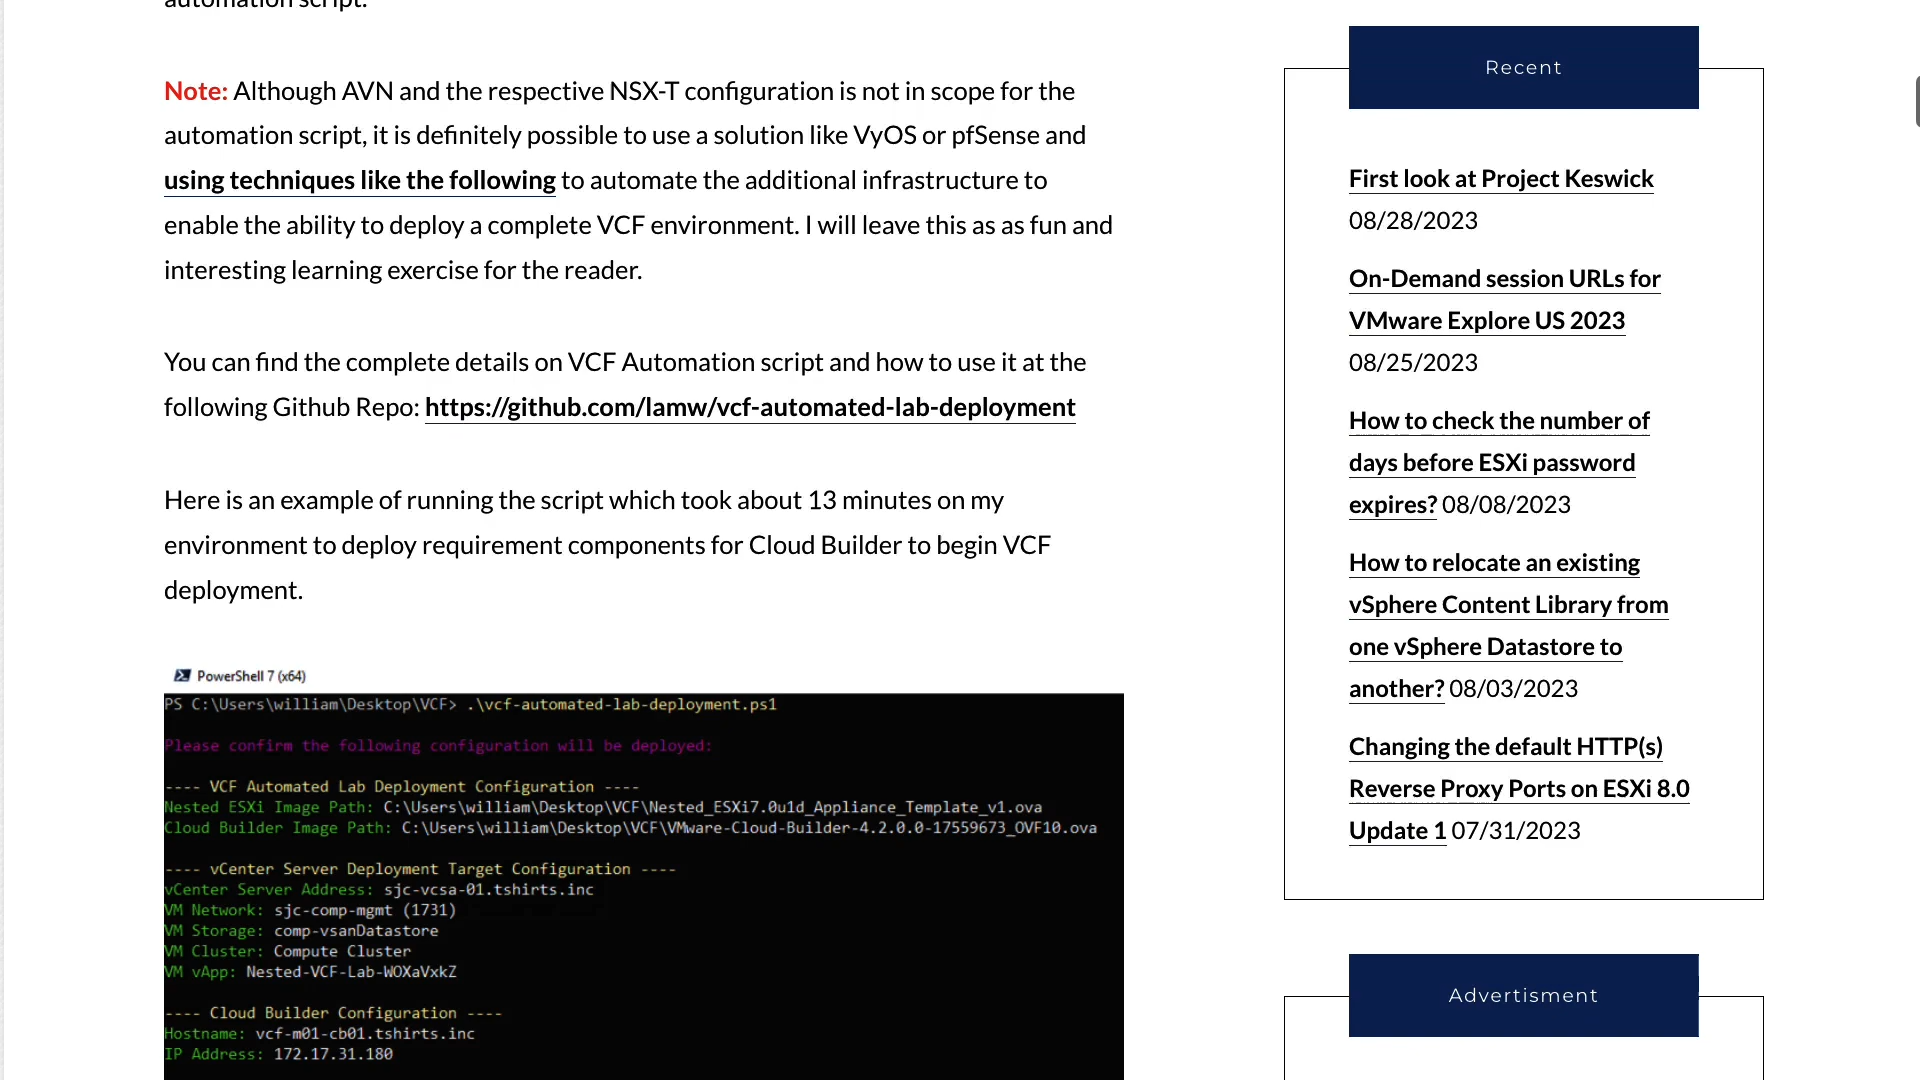 automation script.
Note: Although AVN and the respective NSX-T configuration is not in scope for the
automation script, it is definitely possible to use a solution like VyOS or pfSense and
using techniques like the following to automate the additional infrastructure to
enable the ability to deploy a complete VCF environment. I will leave this as as fun and
interesting learning exercise for the reader.
You can find the complete details on VCF Automation script and how to use it at the
following Github Repo: https://github.com/lamw/vcf-automated-lab-deployment
Here is an example of running the script which took about 13 minutes on my
environment to deploy requirement components for Cloud Builder to begin VCF
deployment.
PowerShell 7 (x64)
PS C:\Users\william\Desktop\VCF> .\vcf-automated-lab-deployment.ps1
Please confirm the following configuration will be deployed:
---- VCF Automated Lab Deployment Configuration ----
Nested ESXi Image Path: C:\Users\william\Desktop\VCF\Nested_ESXi7.0u1d_Appliance_Template_v1.ova
Cloud Builder Image Path: C:\Users\william\Desktop\VCF\VMware-Cloud-Builder-4.2.0.0-17559673_OVF10.ova
---- vCenter Server Deployment Target Configuration ----
vCenter Server Address: sjc-vcsa-01.tshirts.inc
VM Network: sjc-comp-mgmt (1731)
VM Storage: comp-vsanDatastore
VM Cluster: Compute Cluster
VM vApp: Nested-VCF-Lab-WOXaVxkZ
---- Cloud Builder Configuration ----
Hostname: vcf-m01-cb01.tshirts.inc
IP Address: 172.17.31.180
Recent
First look at Project Keswick
08/28/2023
On-Demand session URLs for
VMware Explore US 2023
08/25/2023
How to check the number of
days before ESXi password
expires? 08/08/2023
How to relocate an existing
vSphere Content Library from
one vSphere Datastore to
another? 08/03/2023
Changing the default HTTP(s)
Reverse Proxy Ports on ESXi 8.0
Update 1 07/31/2023
Advertisment